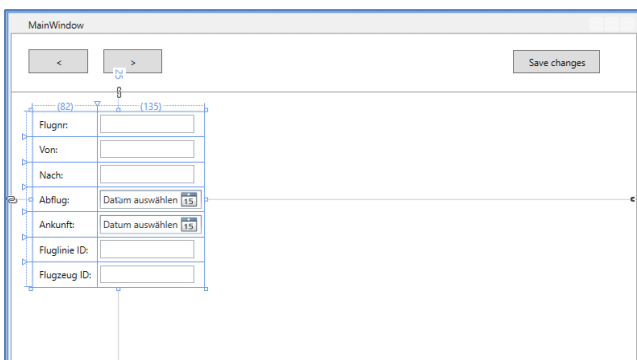 MainWindow
< >
Save changes
25
(82) (135)
Flugnr:
Von:
Nach:
Abflug: Datum auswählen 15
Ankunft: Datum auswählen 15
Fluglinie ID:
Flugzeug ID: